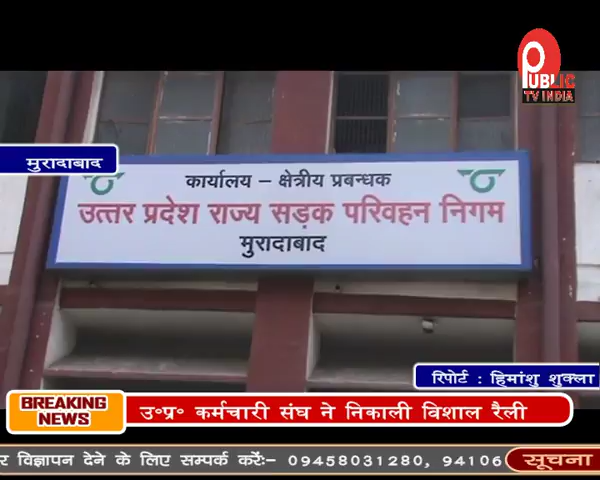 PUBLIC
TV INDIA
मुरादाबाद
कार्यालय – क्षेत्रीय प्रबन्धक
उत्तर प्रदेश राज्य सड़क परिवहन निगम
मुरादाबाद
रिपोर्ट : हिमांशु शुक्ला
BREAKING
NEWS
उ॰प्र॰ कर्मचारी संघ ने निकाली विशाल रैली
र विज्ञापन देने के लिए सम्पर्क करेंः- 09458031280, 94106
सूचना